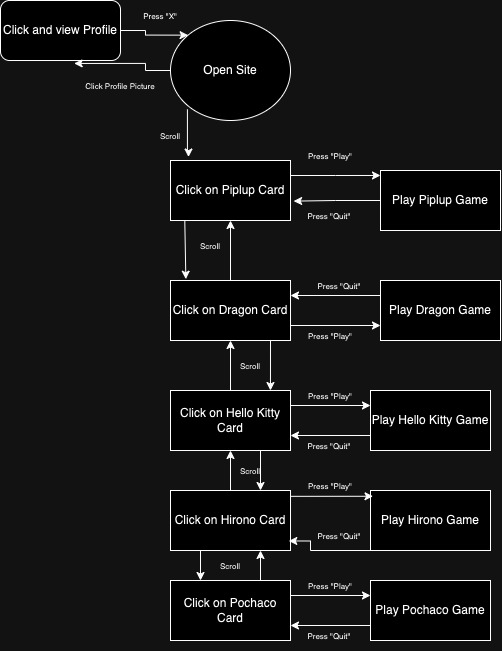 Click and view Profile
Press "X"
Open Site
Click Profile Picture
Scroll
Click on Piplup Card
Press "Play"
Play Piplup Game
Press "Quit"
Scroll
Click on Dragon Card
Press "Quit"
Play Dragon Game
Press "Play"
Scroll
Click on Hello Kitty
Card
Press "Play"
Play Hello Kitty Game
Press "Quit"
Scroll
Click on Hirono Card
Press "Play"
Play Hirono Game
Press "Quit"
Scroll
Click on Pochaco
Card
Press "Play"
Play Pochaco Game
Press "Quit"